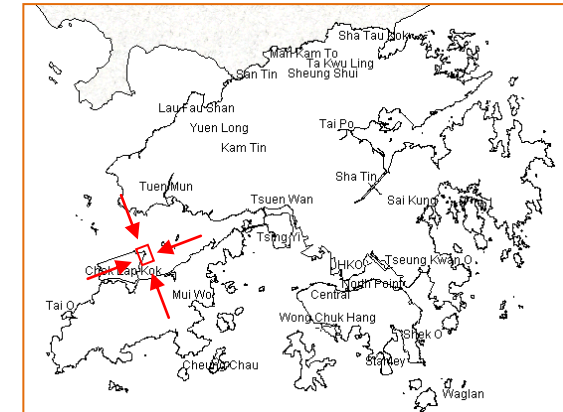 Sha Tau Kok
Man Kam To
Ta Kwu Ling
San Tin
Sheung Shui
Lau Fau Shan
Yuen Long
Tai Po
Kam Tin
Sha Tin
Tuen Mun
Tsuen Wan
Sai Kung
Tsing Yi
HKO
Tseung Kwan O
Chek Lap Kok
North Point
Mui Wo
Central
Tai O
Wong Chuk Hang
Shek O
Cheung Chau
Stanley
Waglan